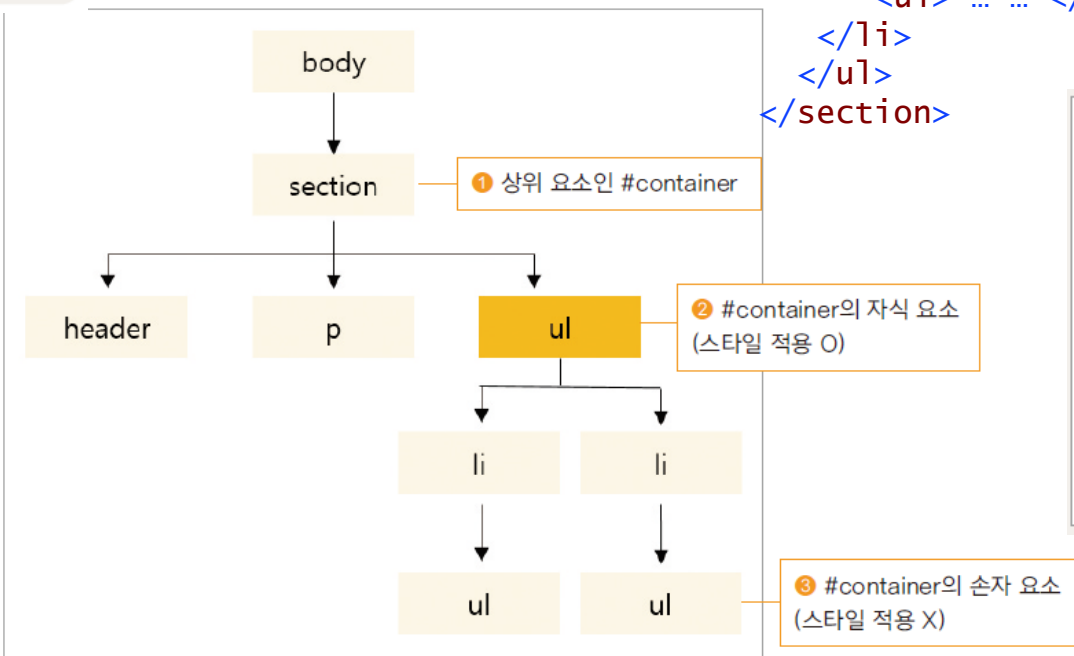 <ul> … … </
</li>
</ul>
</section>
body
section
❶ 상위 요소인 #container
header
p
ul
❷ #container의 자식 요소
(스타일 적용 O)
li
li
ul
ul
❸ #container의 손자 요소
(스타일 적용 X)